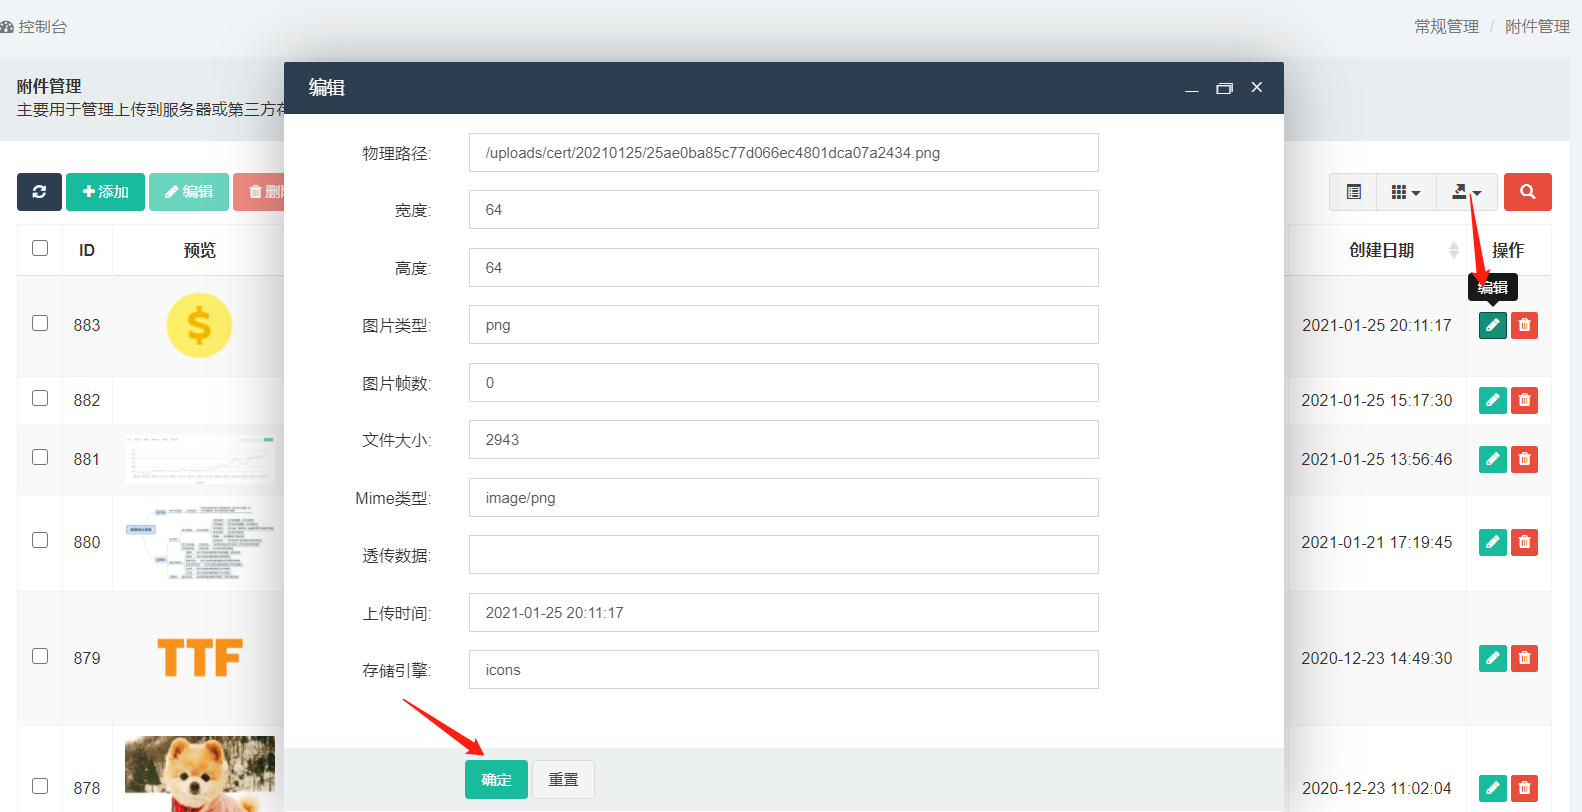 控制台
常规管理 / 附件管理
附件管理
主要用于管理上传到服务器或第三方存
编辑
添加
编辑
删除
物理路径: /uploads/cert/20210125/25ae0ba85c77d066ec4801dca07a2434.png
宽度: 64
高度: 64
图片类型: png
图片帧数: 0
文件大小: 2943
Mime类型: image/png
透传数据:
上传时间: 2021-01-25 20:11:17
存储引擎: icons
确定 重置
ID 预览 创建日期 操作
编辑
883 $ 2021-01-25 20:11:17
882 2021-01-25 15:17:30
881 2021-01-25 13:56:46
880 2021-01-21 17:19:45
879 TTF 2020-12-23 14:49:30
878 2020-12-23 11:02:04